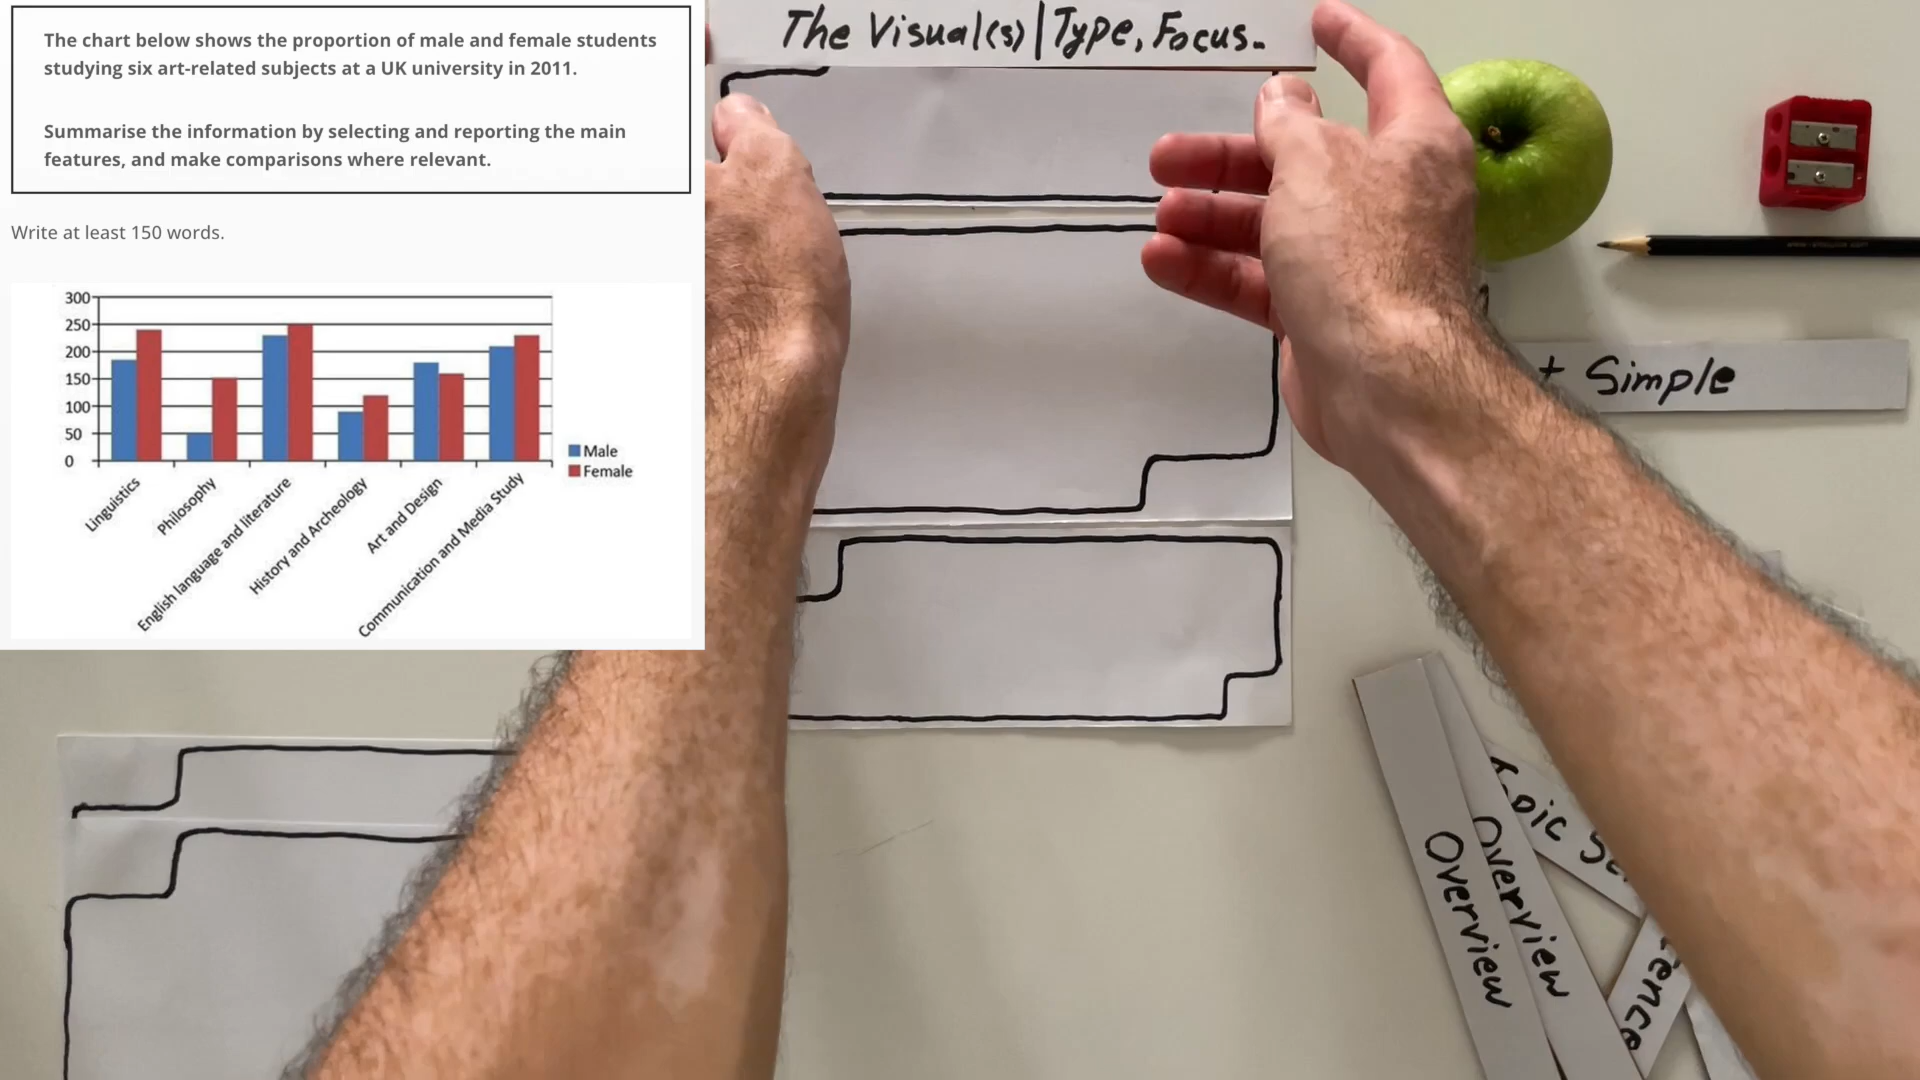 The chart below shows the proportion of male and female students
studying six art-related subjects at a UK university in 2011.
Summarise the information by selecting and reporting the main
features, and make comparisons where relevant.
Write at least 150 words.
300
250
200
150
100
50
0
Male
Female
Linguistics
Philosophy
English language and literature
History and Archeology
Art and Design
Communication and Media Study
The Visual(s) | Type, Focus..
+ Simple
Overview
Overview